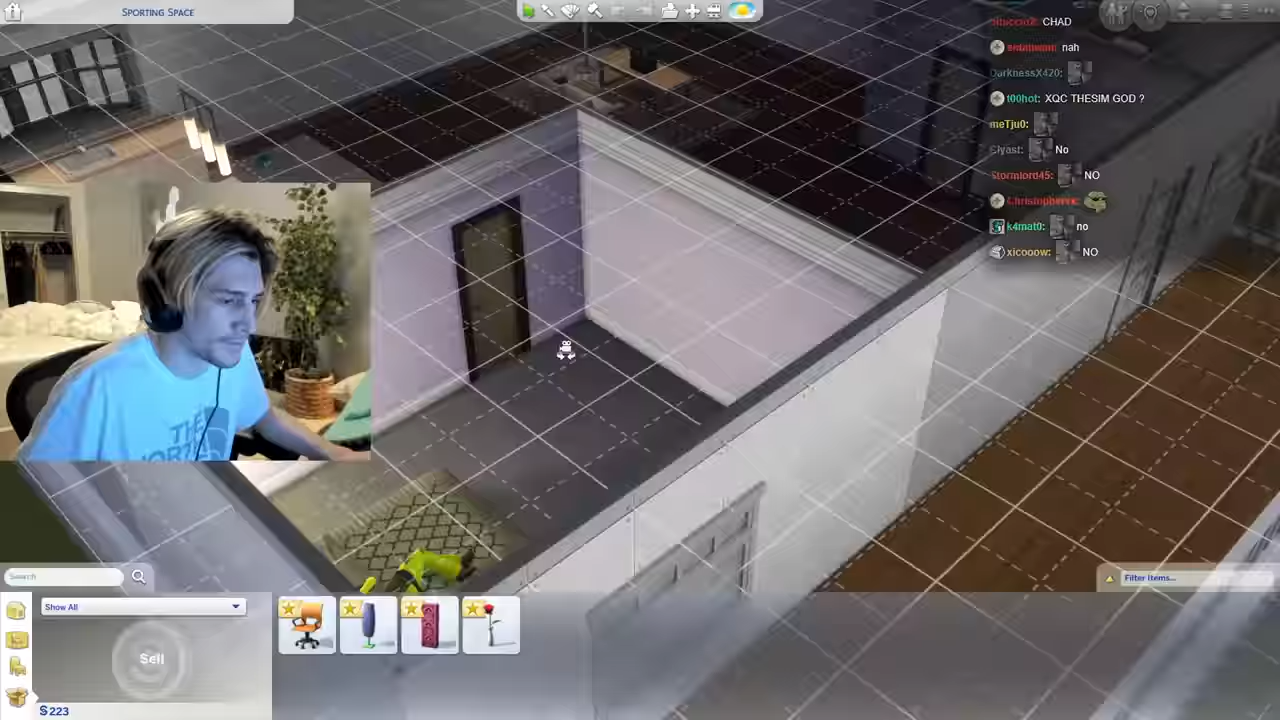 SPORTING SPACE
CHAD
nah
DarknessX420:
t00hot: XQC THESIM GOD ?
meTju0:
No
Stormlord45: NO
k4mat0: no
xicooow: NO
THE
Search
Filter Items...
Show All
Sell
§223